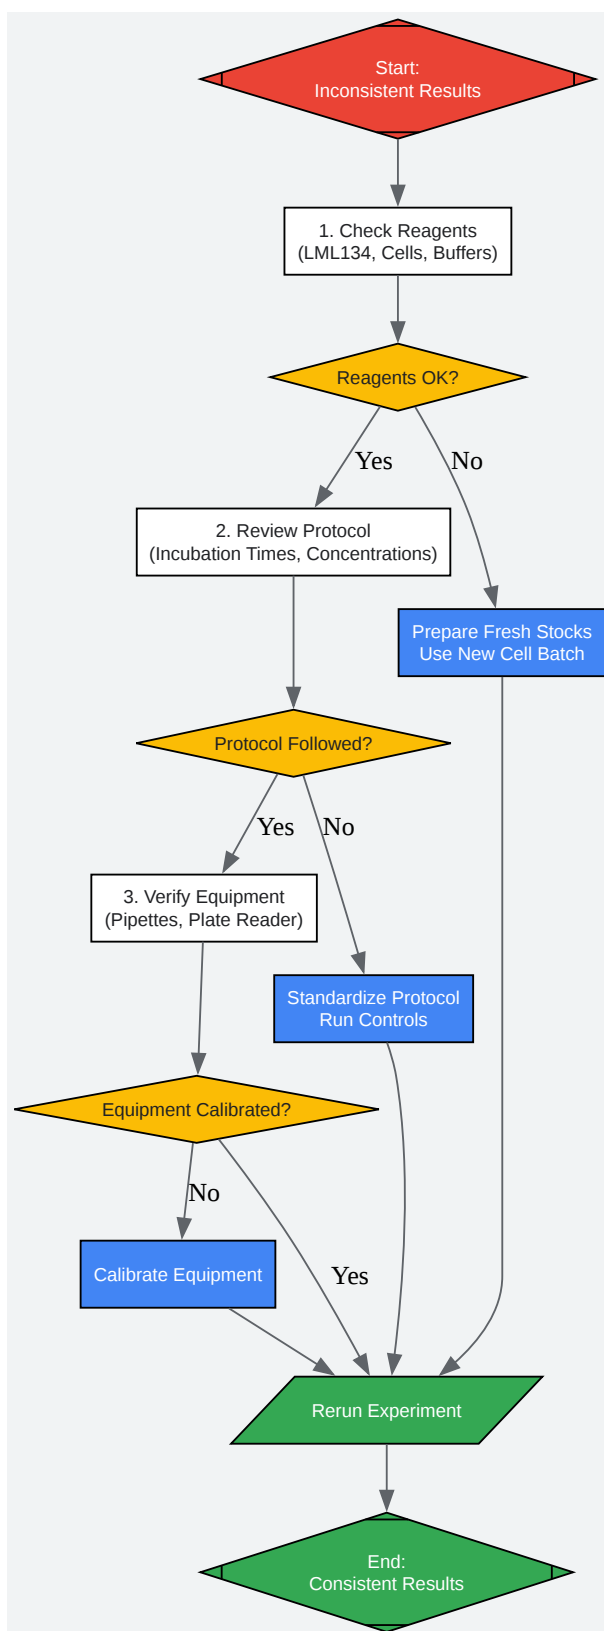 Start:
Inconsistent Results
1. Check Reagents
(LML134, Cells, Buffers)
Reagents OK?
Yes
No
2. Review Protocol
(Incubation Times, Concentrations)
Prepare Fresh Stocks
Use New Cell Batch
Protocol Followed?
Yes
No
3. Verify Equipment
(Pipettes, Plate Reader)
Standardize Protocol
Run Controls
Equipment Calibrated?
No
Yes
Calibrate Equipment
Rerun Experiment
End:
Consistent Results